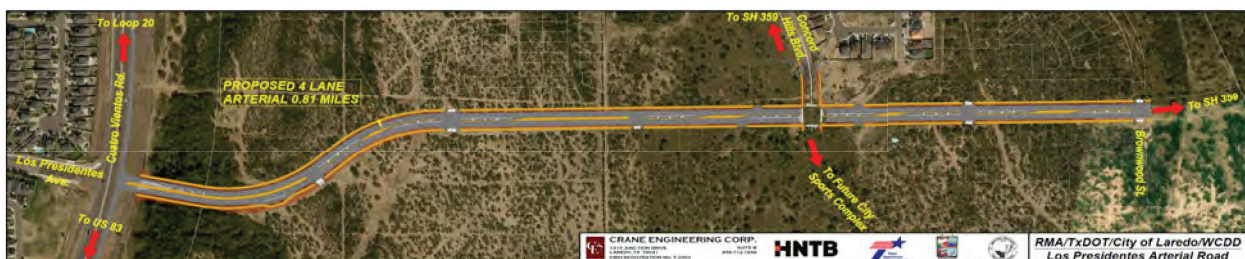 To Loop 20
Cuatro Vientos Rd.
Los Presidentes
Ave.
To US 83
PROPOSED 4 LANE
ARTERIAL 0.81 MILES
To SH 359
Concord
Hills Blvd.
To Future City
Sports Complex
To SH 359
Brownwood St.
CRANE ENGINEERING CORP.
HNTB
RMA/TxDOT/City of Laredo/WCDD
Los Presidentes Arterial Road